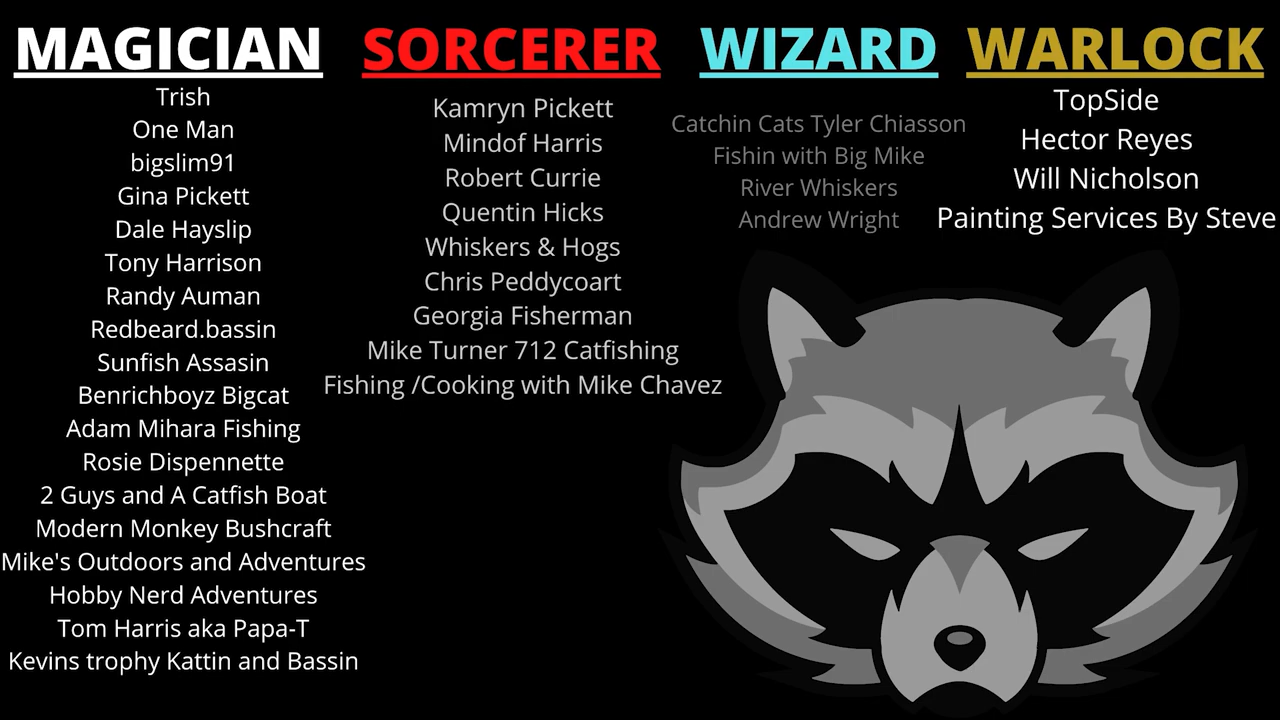 MAGICIAN
Trish
One Man
bigslim91
Gina Pickett
Dale Hayslip
Tony Harrison
Randy Auman
Redbeard.bassin
Sunfish Assasin
Benrichboyz Bigcat
Adam Mihara Fishing
Rosie Dispennette
2 Guys and A Catfish Boat
Modern Monkey Bushcraft
Mike's Outdoors and Adventures
Hobby Nerd Adventures
Tom Harris aka Papa-T
Kevins trophy Kattin and Bassin
SORCERER
Kamryn Pickett
Mindof Harris
Robert Currie
Quentin Hicks
Whiskers & Hogs
Chris Peddycoart
Georgia Fisherman
Mike Turner 712 Catfishing
Fishing /Cooking with Mike Chavez
WIZARD
Catchin Cats Tyler Chiasson
Fishin with Big Mike
River Whiskers
Andrew Wright
WARLOCK
TopSide
Hector Reyes
Will Nicholson
Painting Services By Steve